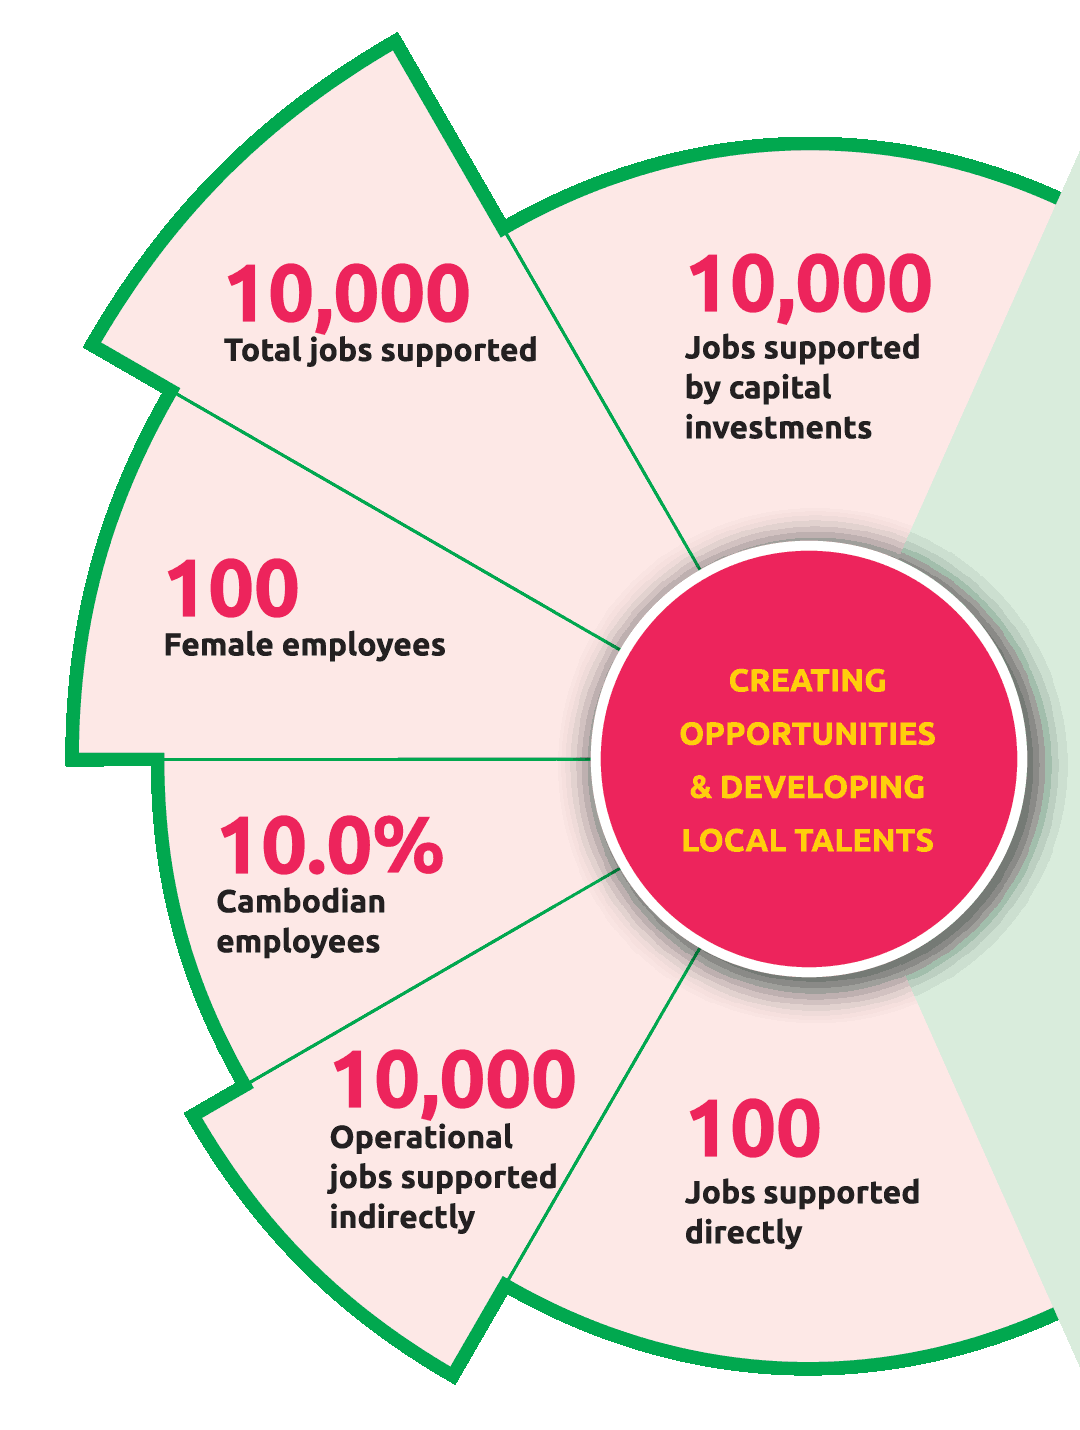 10,000
Total jobs supported
10,000
Jobs supported
by capital
investments
100
Female employees
CREATING
OPPORTUNITIES
& DEVELOPING
LOCAL TALENTS
10.0%
Cambodian
employees
10,000
Operational
jobs supported
indirectly
100
Jobs supported
directly